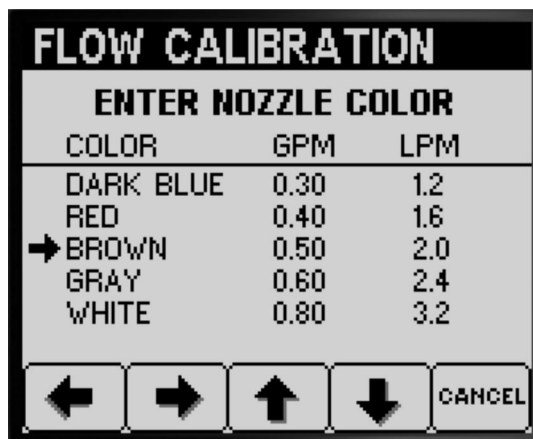 FLOW CALIBRATION
ENTER NOZZLE COLOR
COLOR GPM LPM
DARK BLUE 0.30 1.2
RED 0.40 1.6
BROWN 0.50 2.0
GRAY 0.60 2.4
WHITE 0.80 3.2
CANCEL